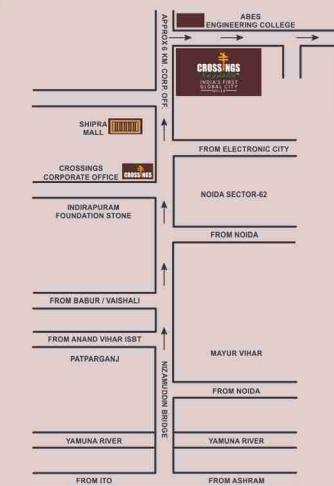 ABES
ENGINEERING COLLEGE
APPROX 6 KM. CORP. OFF.
CROSSINGS
INDIA'S FIRST
GLOBAL CITY
SHIPRA
MALL
FROM ELECTRONIC CITY
CROSSINGS
CORPORATE OFFICE
CROSSINGS
NOIDA SECTOR-62
INDIRAPURAM
FOUNDATION STONE
FROM NOIDA
FROM BABUR / VAISHALI
FROM ANAND VIHAR ISBT
PATPARGANJ
MAYUR VIHAR
NIZAMUDDIN BRIDGE
FROM NOIDA
YAMUNA RIVER
YAMUNA RIVER
FROM ITO
FROM ASHRAM